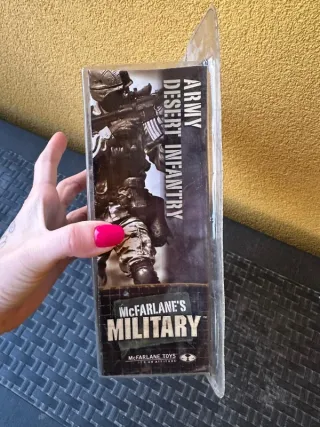 ARMY
DESERT INFANTRY
McFARLANE'S
MILITARY
McFARLANE TOYS